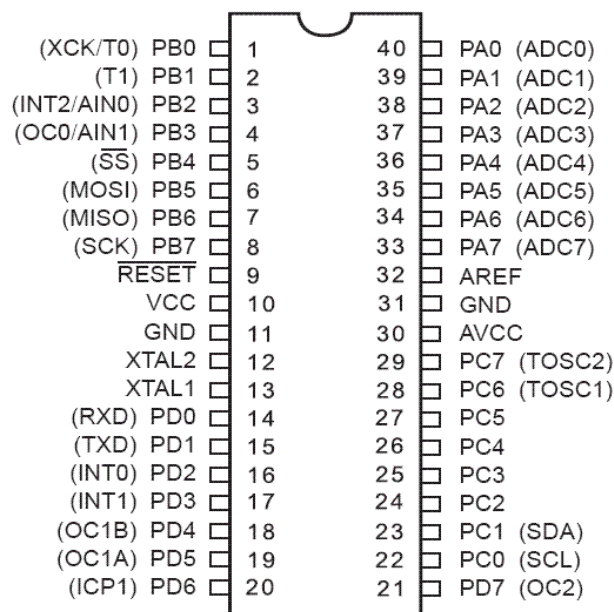 (XCK/T0) PB0 1 40 PA0 (ADC0)
(T1) PB1 2 39 PA1 (ADC1)
(INT2/AIN0) PB2 3 38 PA2 (ADC2)
(OC0/AIN1) PB3 4 37 PA3 (ADC3)
(S̅S̅) PB4 5 36 PA4 (ADC4)
(MOSI) PB5 6 35 PA5 (ADC5)
(MISO) PB6 7 34 PA6 (ADC6)
(SCK) PB7 8 33 PA7 (ADC7)
R̅E̅S̅E̅T̅ 9 32 AREF
VCC 10 31 GND
GND 11 30 AVCC
XTAL2 12 29 PC7 (TOSC2)
XTAL1 13 28 PC6 (TOSC1)
(RXD) PD0 14 27 PC5
(TXD) PD1 15 26 PC4
(INT0) PD2 16 25 PC3
(INT1) PD3 17 24 PC2
(OC1B) PD4 18 23 PC1 (SDA)
(OC1A) PD5 19 22 PC0 (SCL)
(ICP1) PD6 20 21 PD7 (OC2)